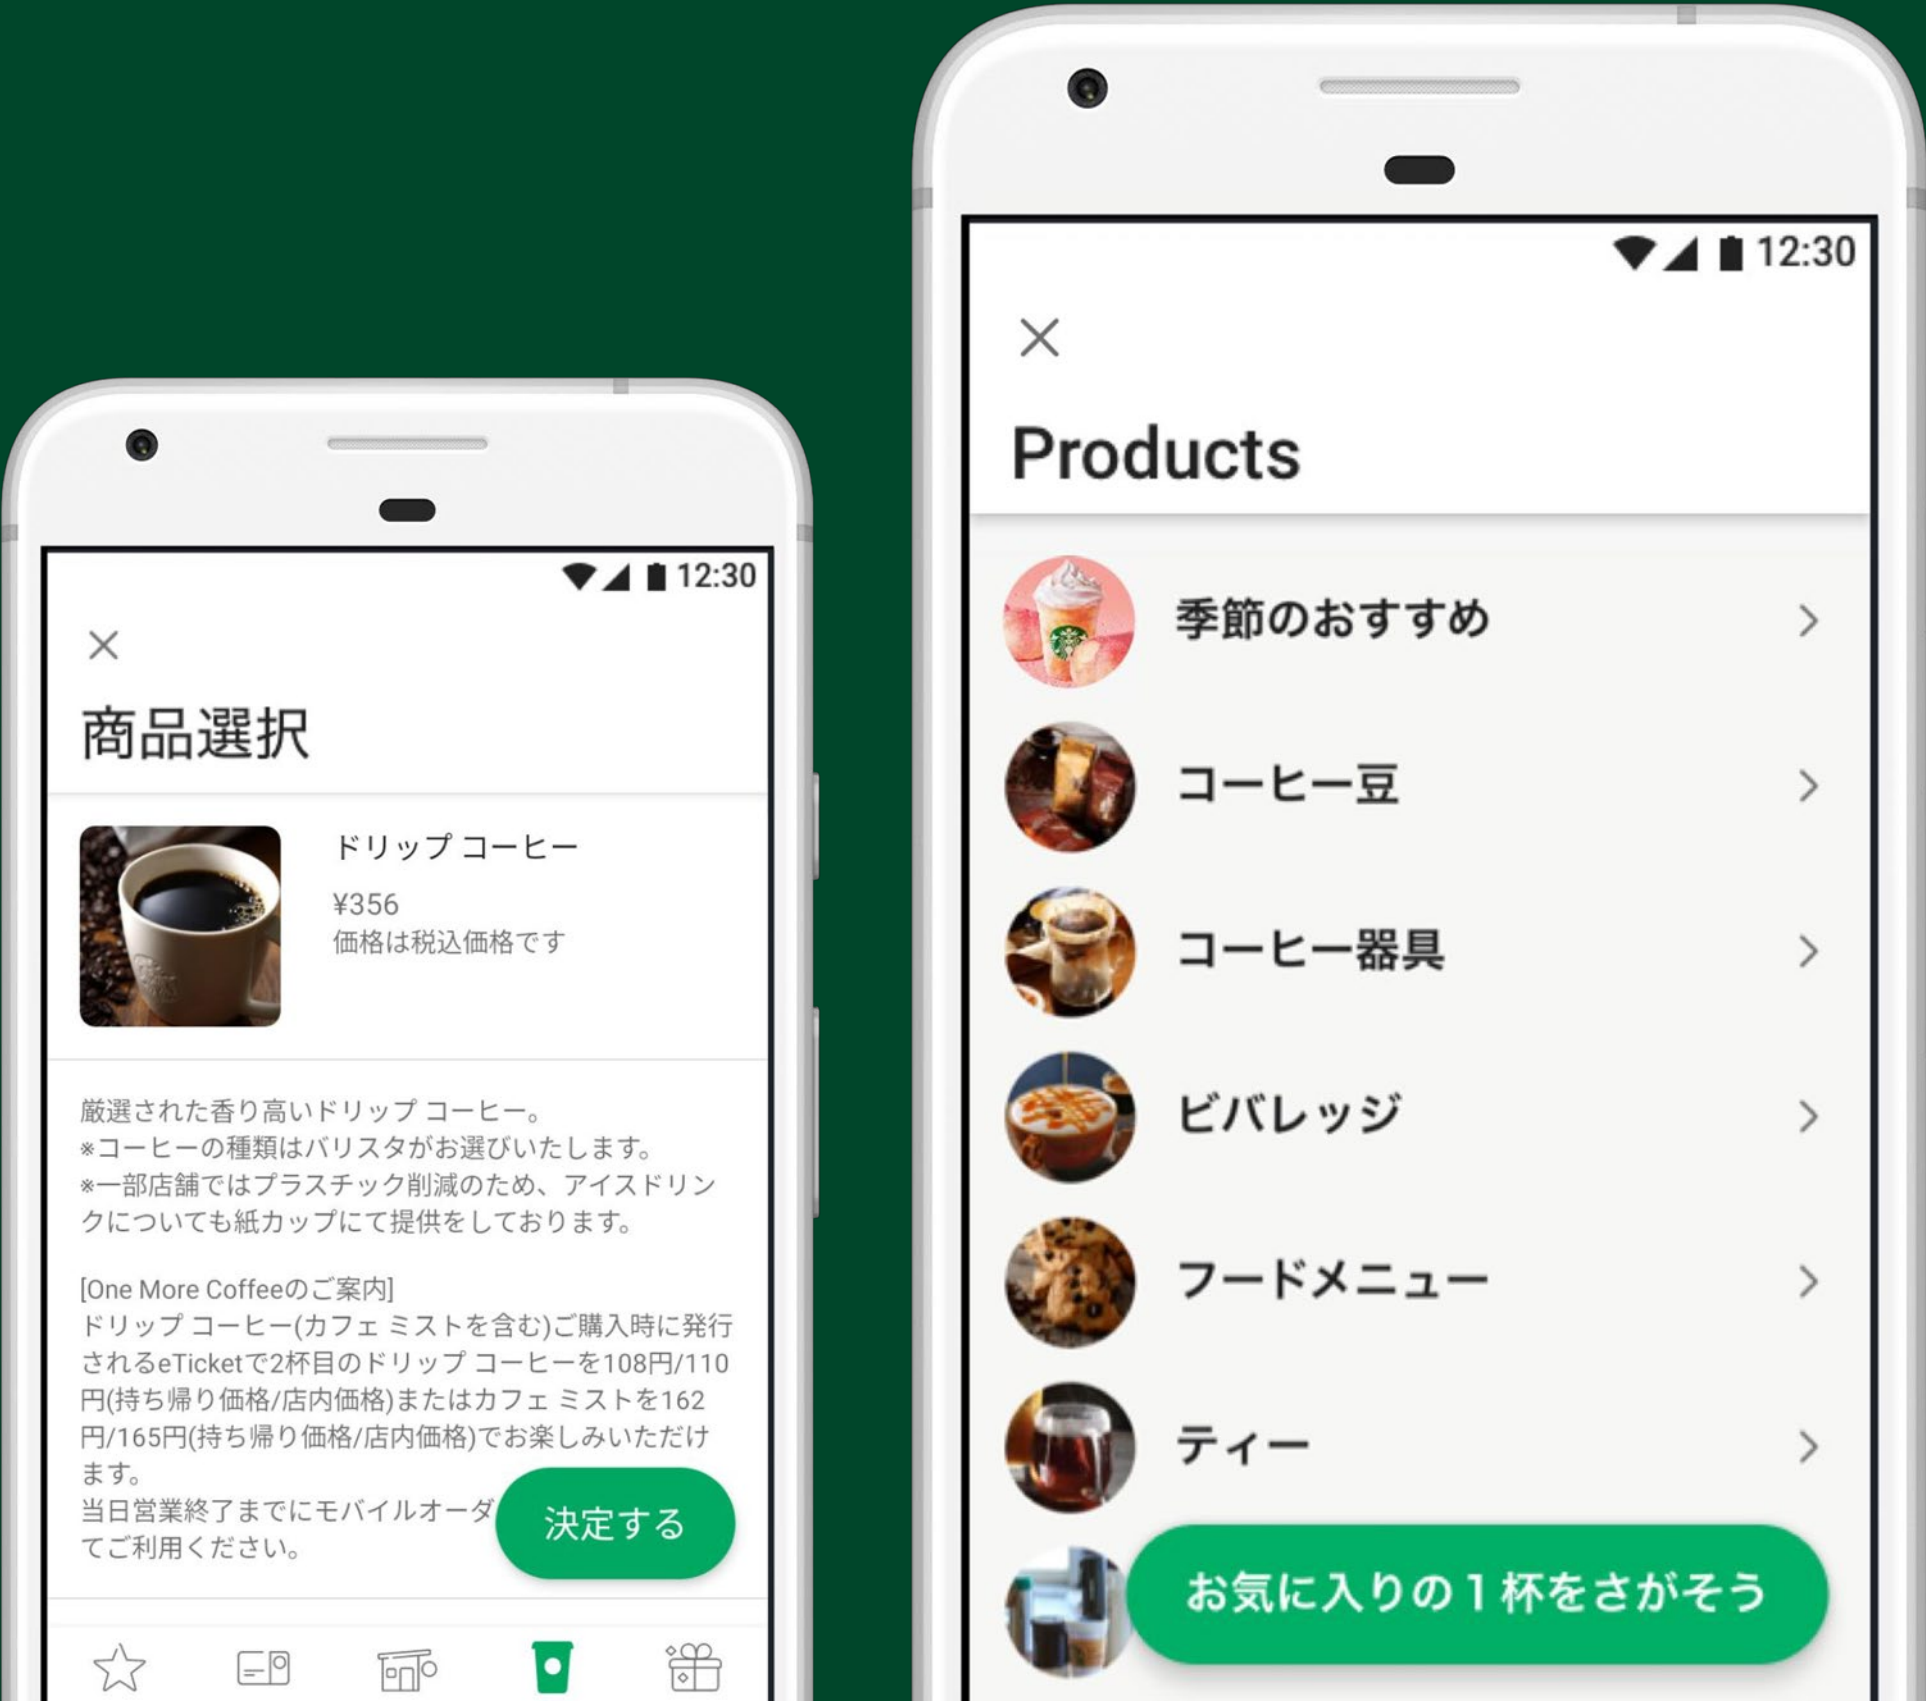 12:30
商品選択
ドリップ コーヒー
¥356
価格は税込価格です
厳選された香り高いドリップ コーヒー。
※コーヒーの種類はバリスタがお選びいたします。
※一部店舗ではプラスチック削減のため、アイスドリン
クについても紙カップにて提供をしております。
[One More Coffeeのご案内]
ドリップ コーヒー(カフェ ミストを含む)ご購入時に発行
されるeTicketで2杯目のドリップ コーヒーを108円/110
円(持ち帰り価格/店内価格)またはカフェ ミストを162
円/165円(持ち帰り価格/店内価格)でお楽しみいただけ
ます。
当日営業終了までにモバイルオーダ
てご利用ください。
決定する
12:30
Products
季節のおすすめ
コーヒー豆
コーヒー器具
ビバレッジ
フードメニュー
ティー
お気に入りの1杯をさがそう